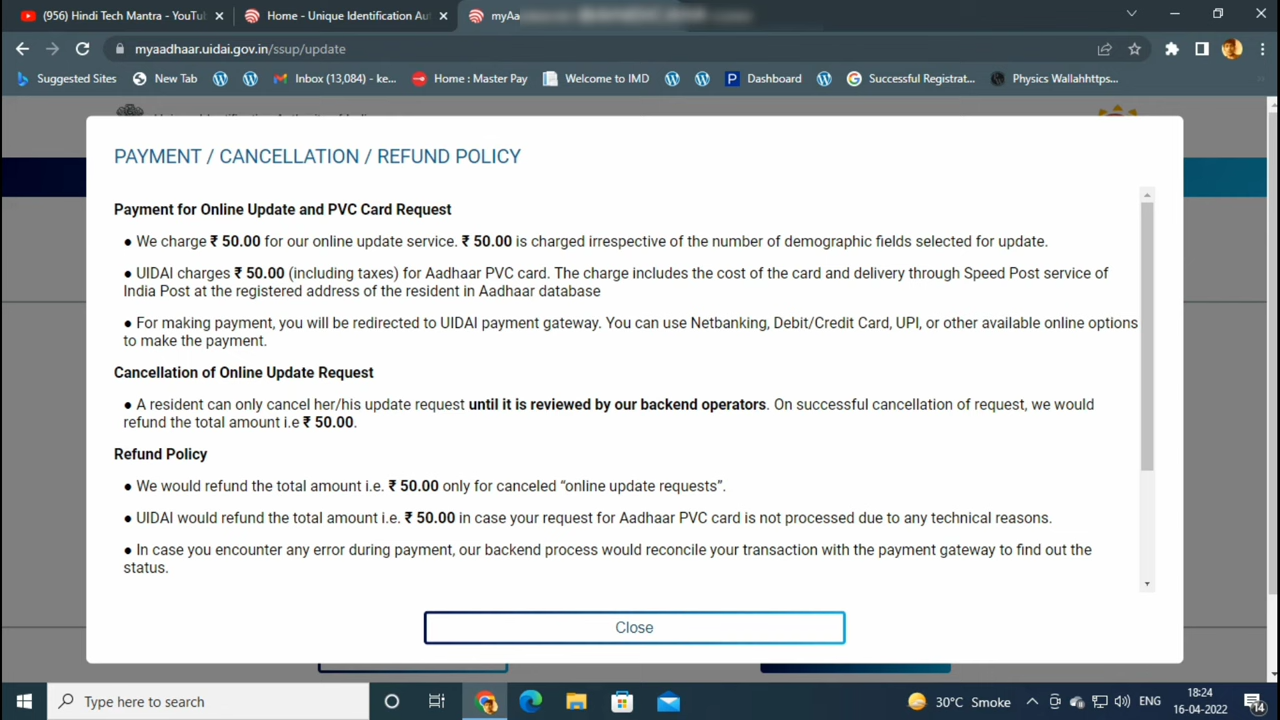 (956) Hindi Tech Mantra - YouTu
Home - Unique Identification Au
myAa
myaadhaar.uidai.gov.in/ssup/update
Suggested Sites
New Tab
Inbox (13,084) - ke...
Home : Master Pay
Welcome to IMD
Dashboard
Successful Registrat...
Physics Wallahhttps...
PAYMENT / CANCELLATION / REFUND POLICY
Payment for Online Update and PVC Card Request
● We charge ₹ 50.00 for our online update service. ₹ 50.00 is charged irrespective of the number of demographic fields selected for update.
● UIDAI charges ₹ 50.00 (including taxes) for Aadhaar PVC card. The charge includes the cost of the card and delivery through Speed Post service of
India Post at the registered address of the resident in Aadhaar database
● For making payment, you will be redirected to UIDAI payment gateway. You can use Netbanking, Debit/Credit Card, UPI, or other available online options
to make the payment.
Cancellation of Online Update Request
● A resident can only cancel her/his update request until it is reviewed by our backend operators. On successful cancellation of request, we would
refund the total amount i.e ₹ 50.00.
Refund Policy
● We would refund the total amount i.e. ₹ 50.00 only for canceled “online update requests”.
● UIDAI would refund the total amount i.e. ₹ 50.00 in case your request for Aadhaar PVC card is not processed due to any technical reasons.
● In case you encounter any error during payment, our backend process would reconcile your transaction with the payment gateway to find out the
status.
Close
Type here to search
30°C Smoke
ENG
18:24
16-04-2022
14